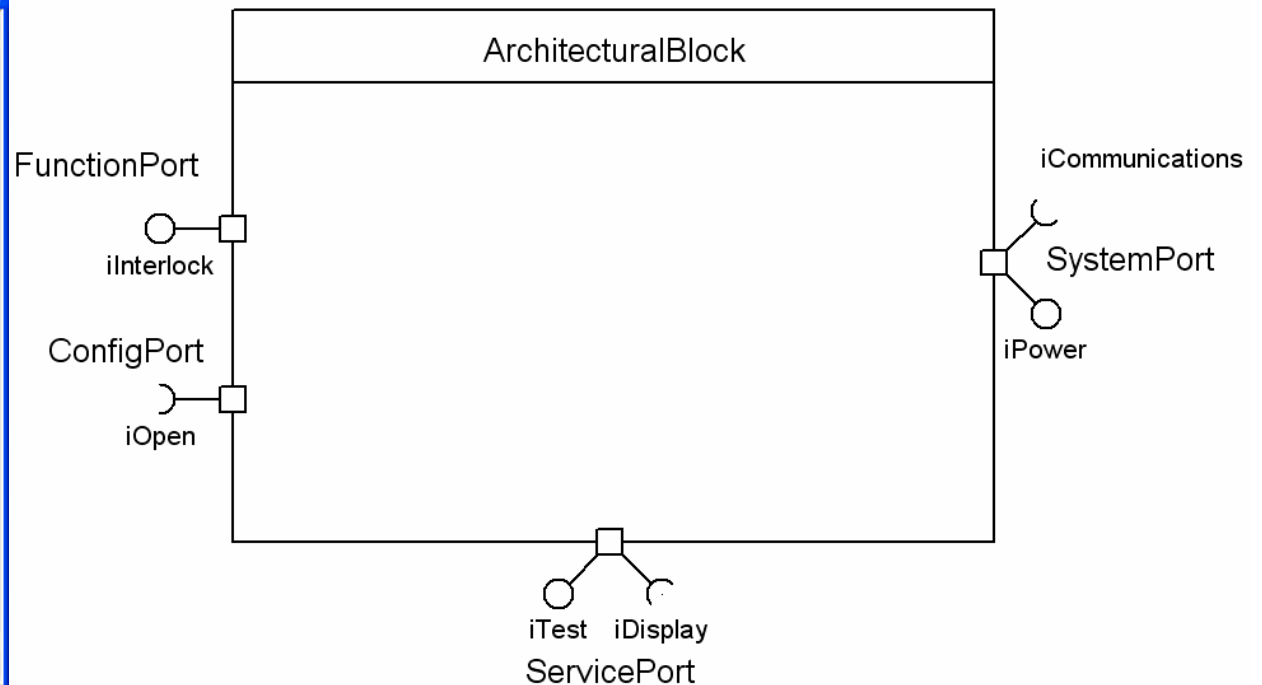 ArchitecturalBlock
FunctionPort
iInterlock
ConfigPort
iOpen
iCommunications
SystemPort
iPower
iTest
iDisplay
ServicePort